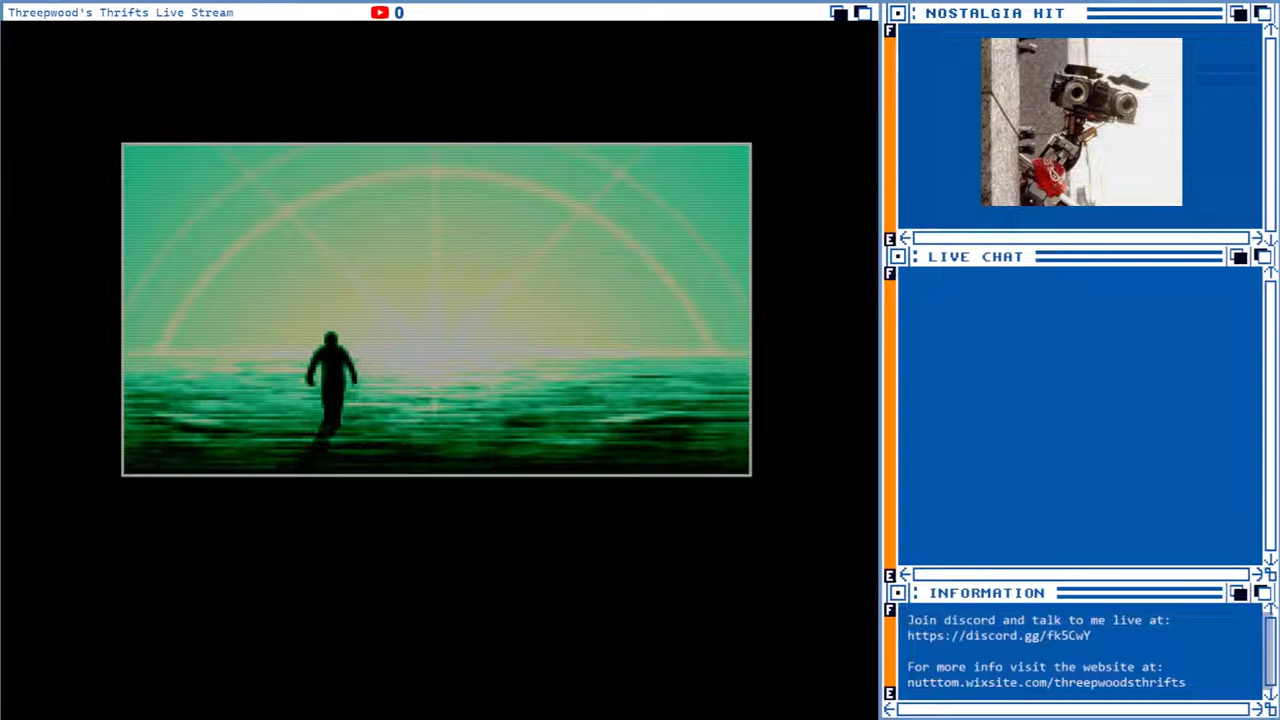 Threepwood's Thrifts Live Stream
0
NOSTALGIA HIT
F
E
LIVE CHAT
F
E
INFORMATION
F
Join discord and talk to me live at:
https://discord.gg/fk5CwY
For more info visit the website at:
nutttom.wixsite.com/threepwoodsthrifts
E